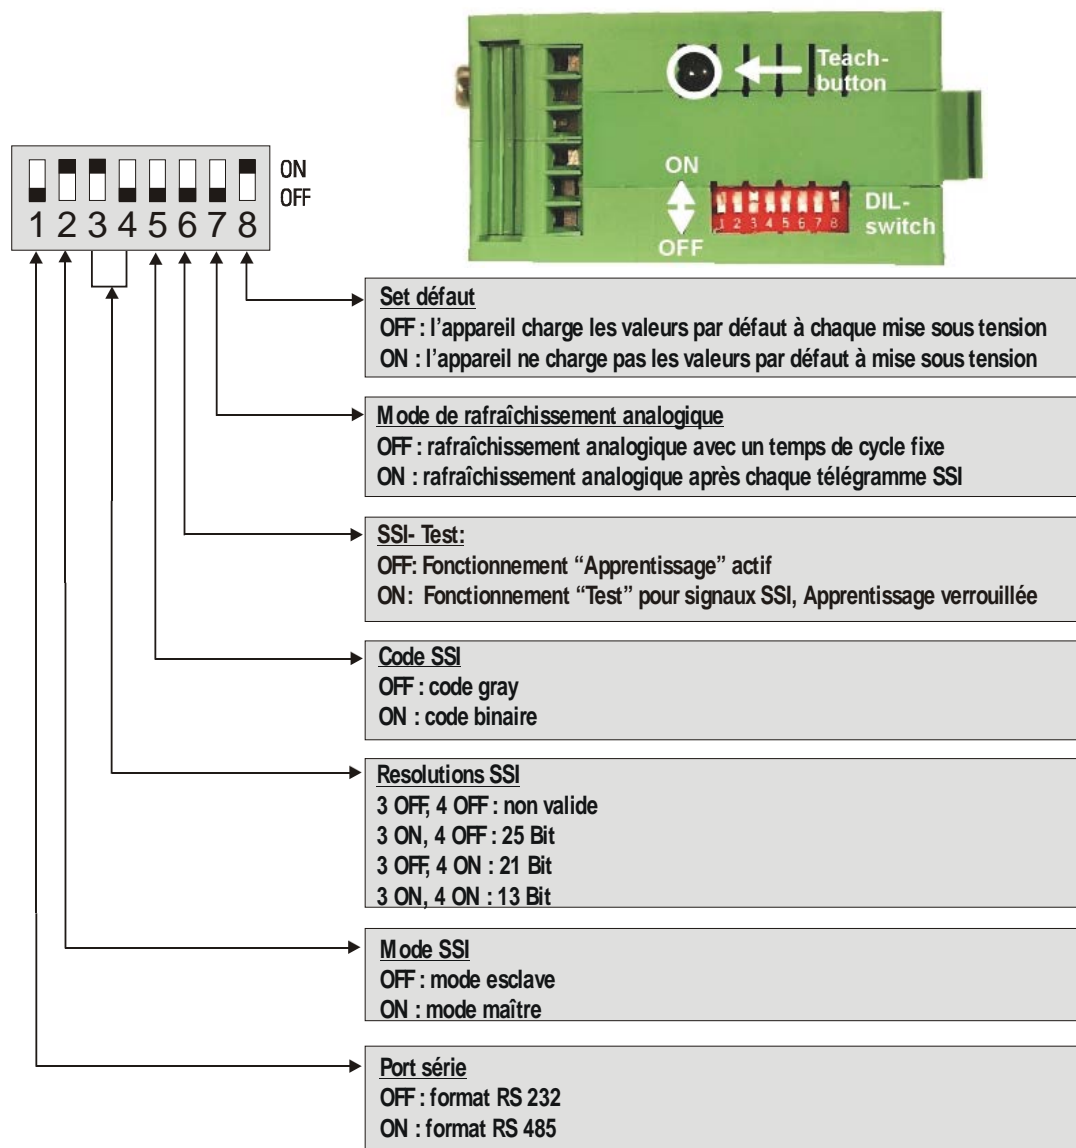 Teach-
button
ON
OFF
DIL-
switch
1 2 3 4 5 6 7 8
ON
OFF
1 2 3 4 5 6 7 8
Set défaut
OFF : l'appareil charge les valeurs par défaut à chaque mise sous tension
ON : l'appareil ne charge pas les valeurs par défaut à mise sous tension
Mode de rafraîchissement analogique
OFF : rafraîchissement analogique avec un temps de cycle fixe
ON : rafraîchissement analogique après chaque télégramme SSI
SSI- Test:
OFF: Fonctionnement “Apprentissage” actif
ON: Fonctionnement “Test” pour signaux SSI, Apprentissage verrouillée
Code SSI
OFF : code gray
ON : code binaire
Resolutions SSI
3 OFF, 4 OFF : non valide
3 ON, 4 OFF : 25 Bit
3 OFF, 4 ON : 21 Bit
3 ON, 4 ON : 13 Bit
Mode SSI
OFF : mode esclave
ON : mode maître
Port série
OFF : format RS 232
ON : format RS 485